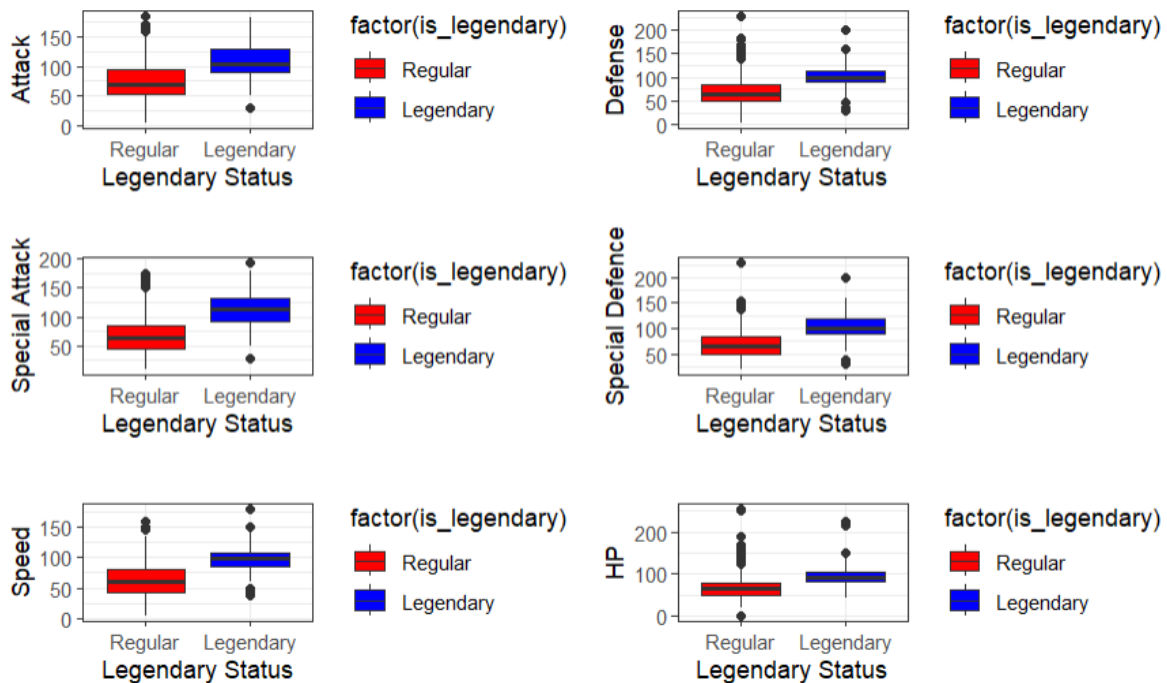 Attack
150
100
50
0
Regular Legendary
Legendary Status
factor(is_legendary)
Regular
Legendary
Defense
200
150
100
50
0
Regular Legendary
Legendary Status
factor(is_legendary)
Regular
Legendary
Special Attack
200
150
100
50
Regular Legendary
Legendary Status
factor(is_legendary)
Regular
Legendary
Special Defence
200
150
100
50
Regular Legendary
Legendary Status
factor(is_legendary)
Regular
Legendary
Speed
150
100
50
0
Regular Legendary
Legendary Status
factor(is_legendary)
Regular
Legendary
HP
200
100
0
Regular Legendary
Legendary Status
factor(is_legendary)
Regular
Legendary